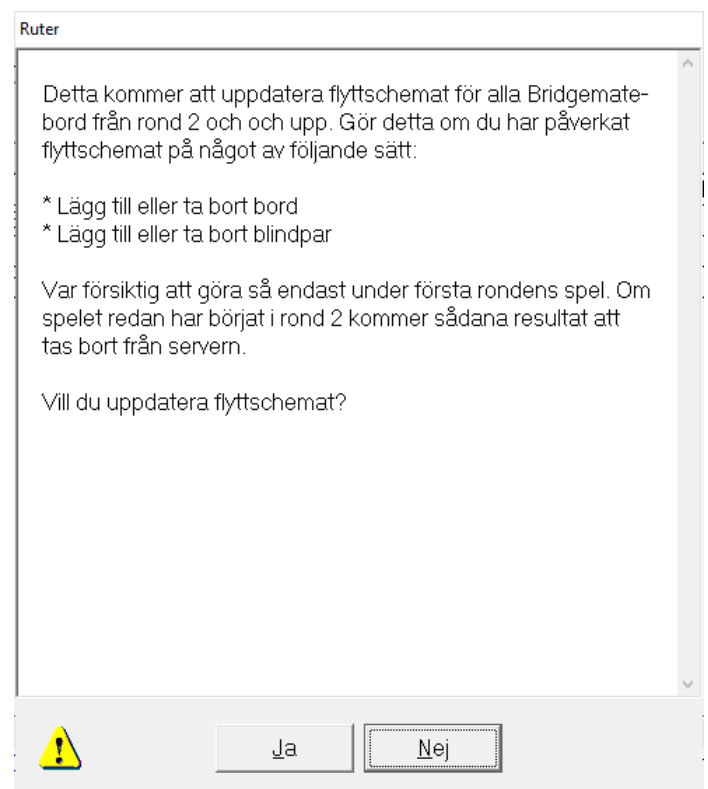 Ruter
Detta kommer att uppdatera flyttschemat för alla Bridgemate-
bord från rond 2 och och upp. Gör detta om du har påverkat
flyttschemat på något av följande sätt:
* Lägg till eller ta bort bord
* Lägg till eller ta bort blindpar
Var försiktig att göra så endast under första rondens spel. Om
spelet redan har börjat i rond 2 kommer sådana resultat att
tas bort från servern.
Vill du uppdatera flyttschemat?
Ja
Nej